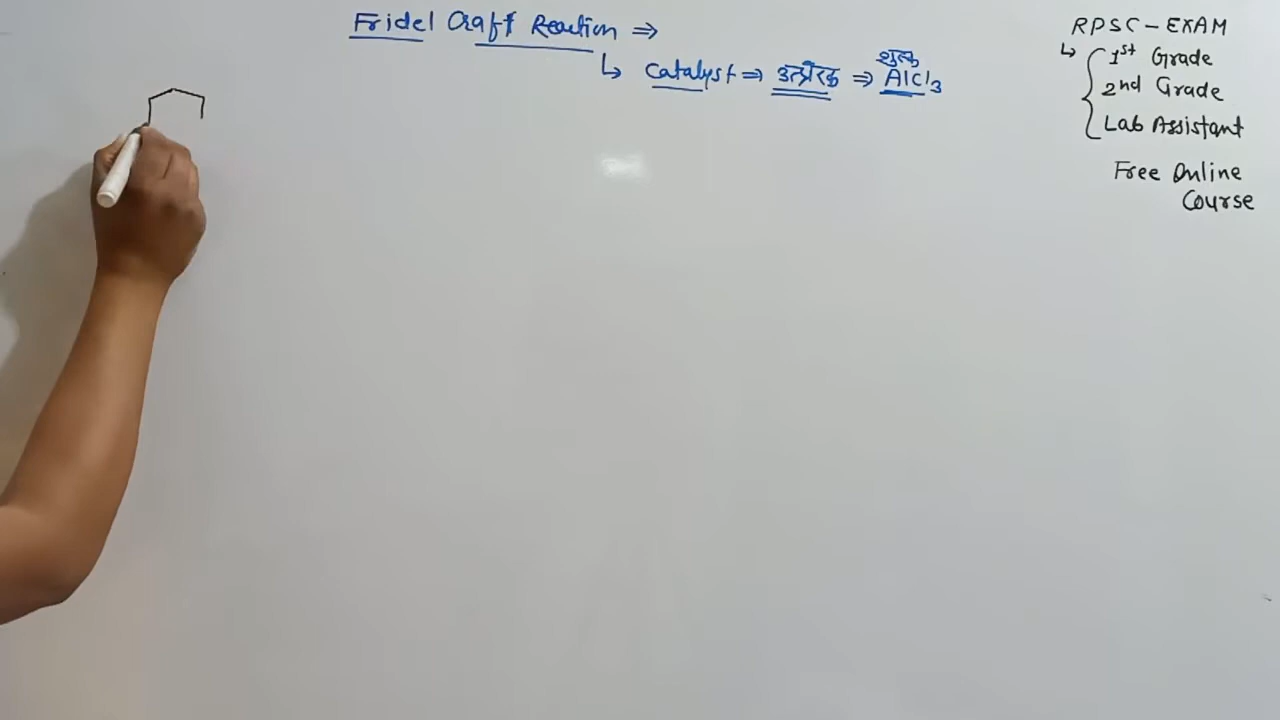 Fridel Craft Reaction ⇒
↳ Catalyst ⇒ उत्प्रेरक ⇒ शुष्क AlCl3
RPSC - EXAM
↳ 1st Grade
2nd Grade
Lab Assistant
Free Online
Course